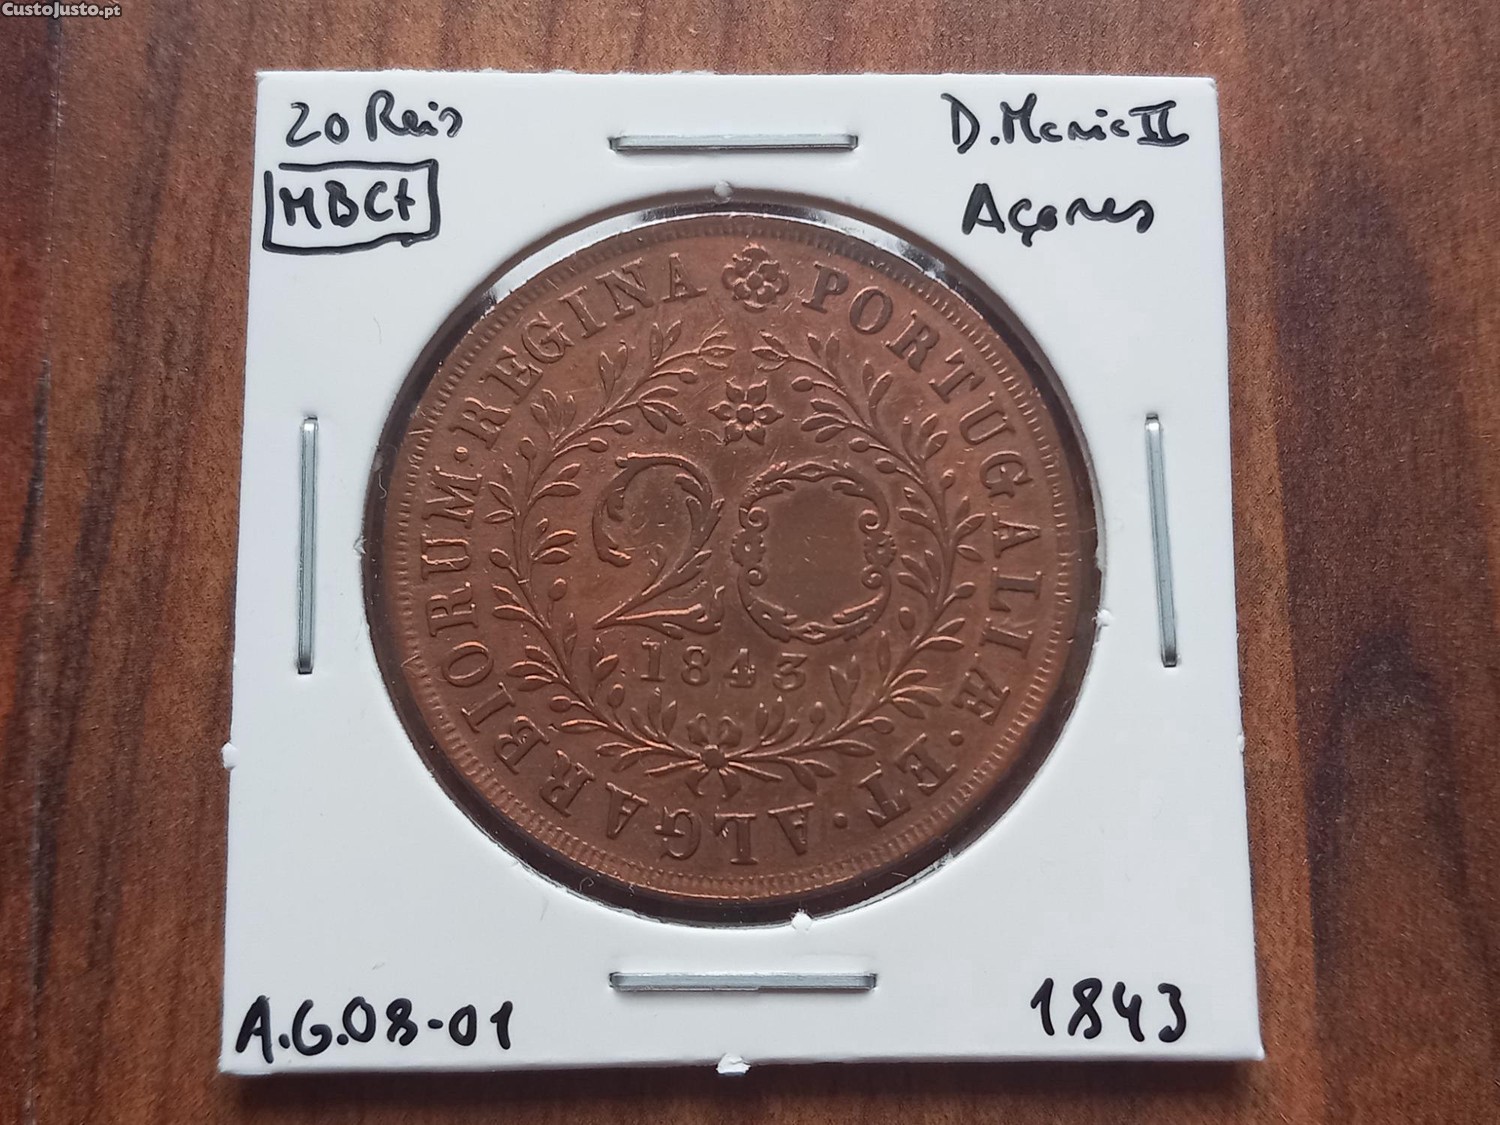 CustoJusto.pt
20 Reis
MBC+
D. Maria II
Açores
PORTUGALIÆ · ET · ALGARBIORUM · REGINA
20
1843
A.G.08-01
1843